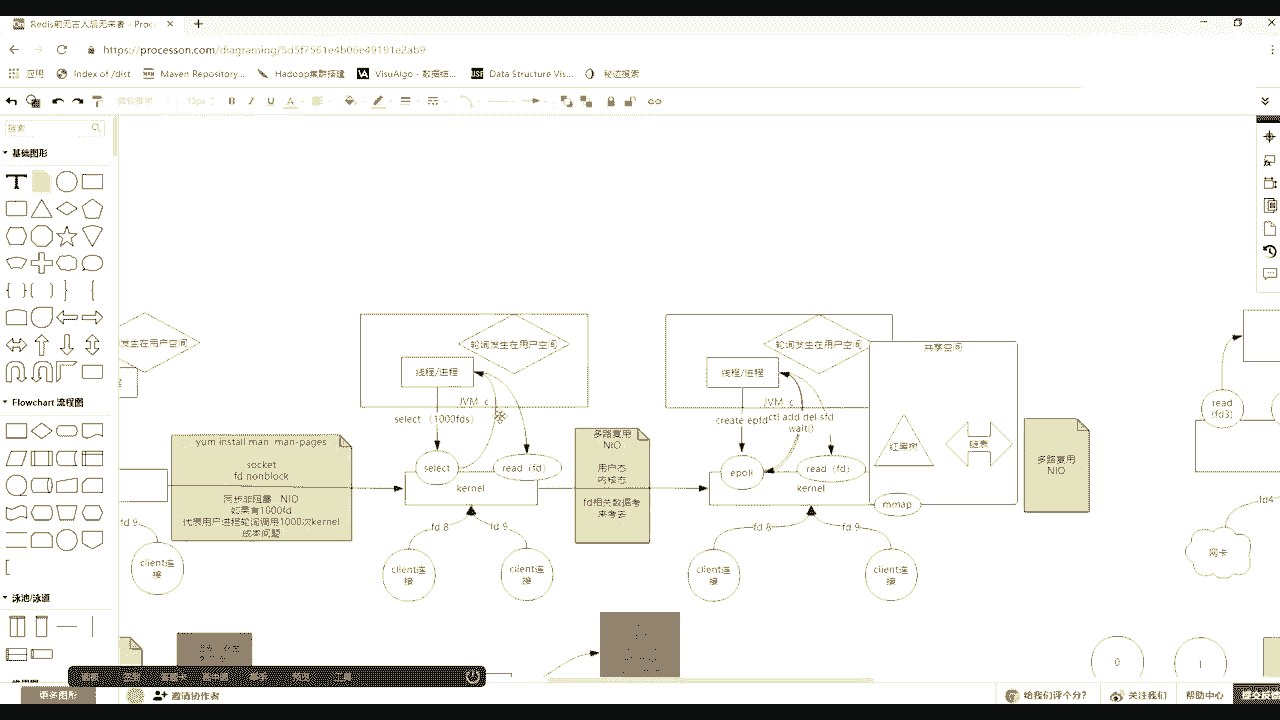 Redis前无古人后无来者 - Proc
https://processon.com/diagraming/5d5f7561e4b06e49191e2ab9
应用
Index of /dist
Maven Repository...
Hadoop集群搭建
VisuAlgo - 数据结...
Data Structure Vis...
秘迹搜索
B I U A
搜索
基础图形
Flowchart 流程图
泳池/泳道
更多图形
邀请协作者
给我们评个分?
关注我们
帮助中心
发生在用户空间
yum install man man-pages
socket
fd nonblock
同步非阻塞 NIO
如果有1000fd
代表用户进程轮询调用1000次kernel
成本问题
fd 9
client连
接
轮询发生在用户空间
线程/进程
JVM c
select (1000fds)
select
read (fd)
kernel
fd 8
fd 9
client连
接
client连
接
多路复用
NIO
用户态
内核态
fd相关数据考
来考去
轮询发生在用户空间
线程/进程
JVM c
create epfd
ctl add del sfd
wait()
epoll
read (fd)
kernel
fd 8
fd 9
client连
接
client连
接
共享空间
红黑树
链表
mmap
多路复用
NIO
read
(fd3)
fd4
网卡
0